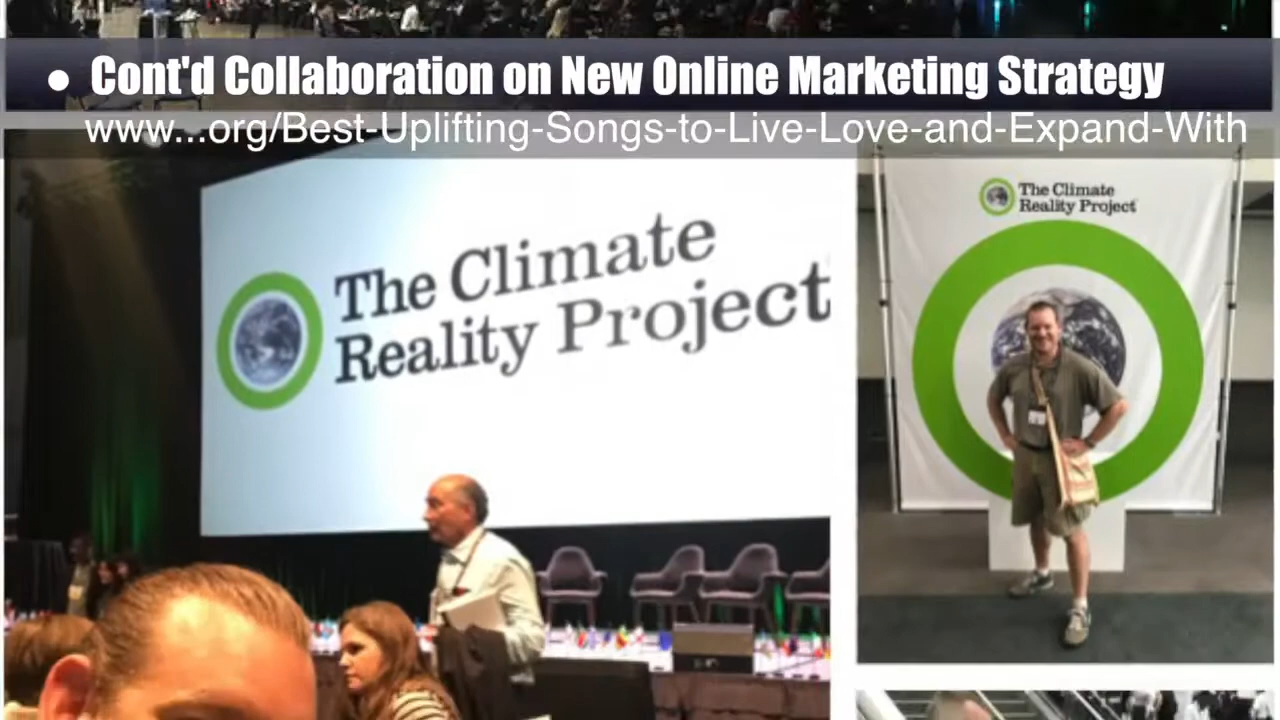 • Cont'd Collaboration on New Online Marketing Strategy
www...org/Best-Uplifting-Songs-to-Live-Love-and-Expand-With
The Climate
Reality Project
The Climate
Reality Project